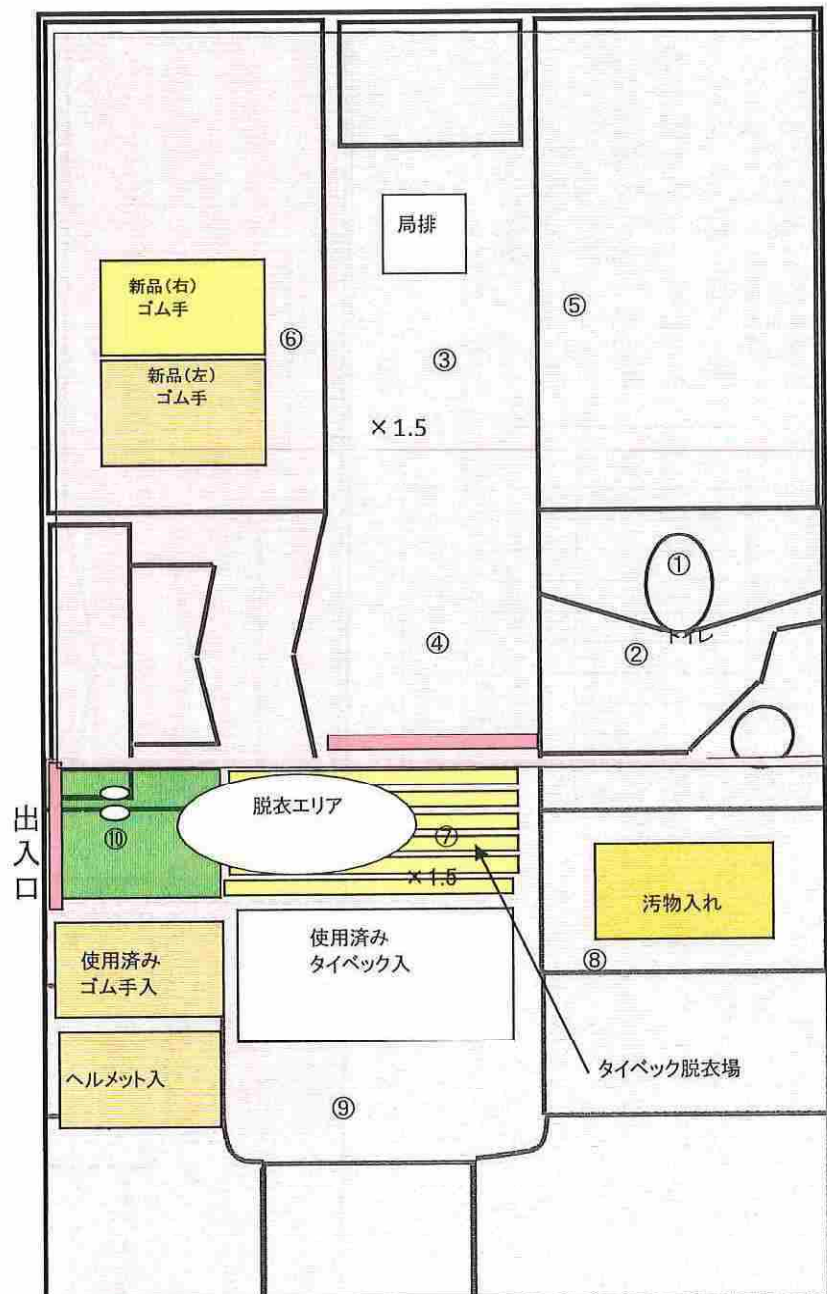 局排
新品(右)
ゴム手
⑥
新品(左)
ゴム手
⑤
③
×1.5
①
トイレ
②
④
出入口
⑩
脱衣エリア
⑦
×1.5
汚物入れ
使用済み
ゴム手入
使用済み
タイベック入
⑧
ヘルメット入
タイベック脱衣場
⑨